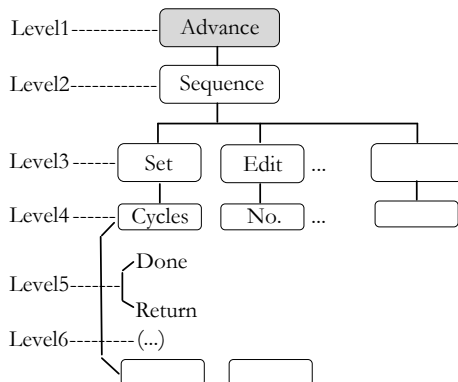 Level1 Advance
Level2 Sequence
Level3 Set Edit ...
Level4 Cycles No. ...
Done
Level5
Return
Level6 (...)